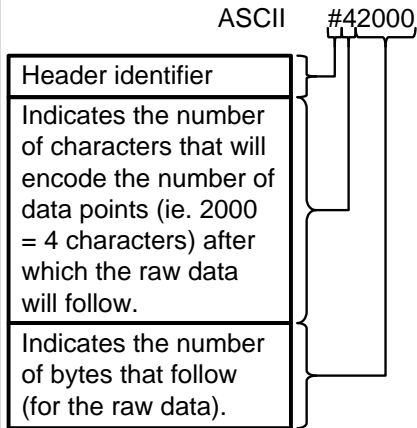 ASCII #42000
Header identifier
Indicates the number
of characters that will
encode the number of
data points (ie. 2000
= 4 characters) after
which the raw data
will follow.
Indicates the number
of bytes that follow
(for the raw data).